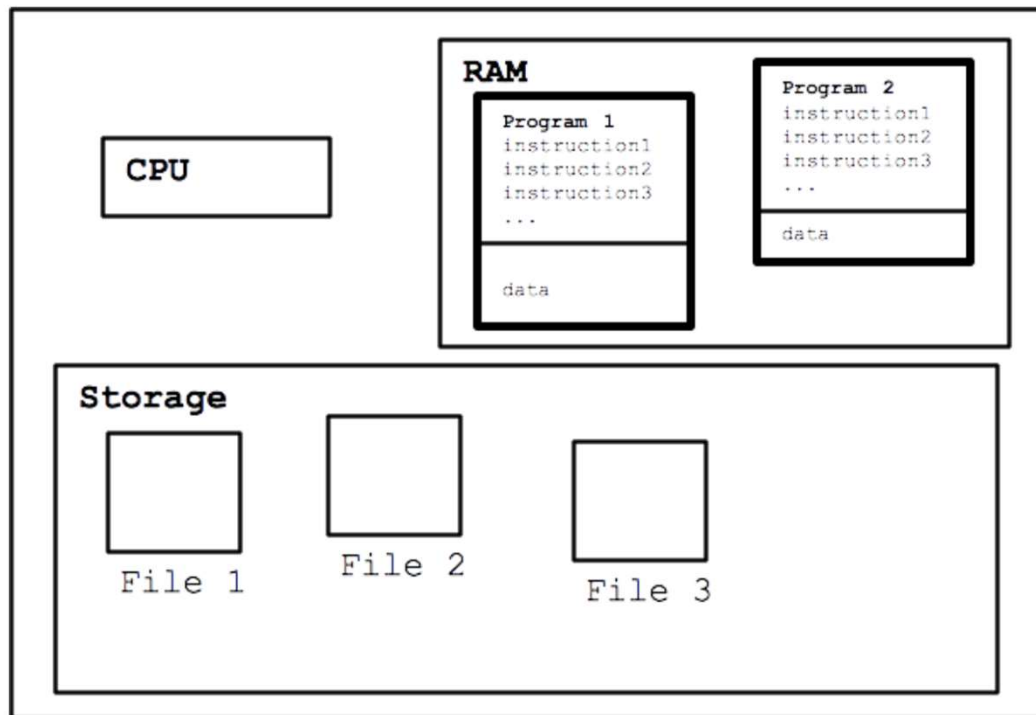 CPU
RAM
Program 1
instruction1
instruction2
instruction3
...
data
Program 2
instruction1
instruction2
instruction3
...
data
Storage
File 1
File 2
File 3